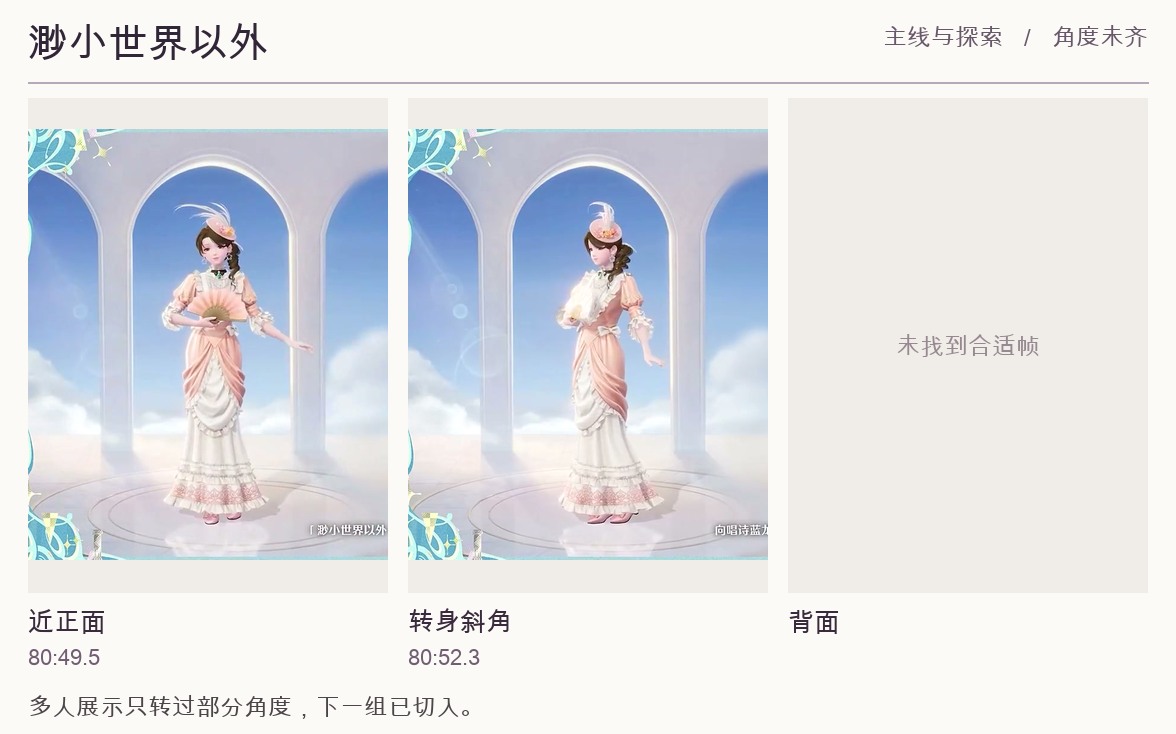 渺小世界以外
主线与探索 / 角度未齐
「渺小世界以外
向唱诗蓝龙
未找到合适帧
近正面
转身斜角
背面
80:49.5
80:52.3
多人展示只转过部分角度，下一组已切入。